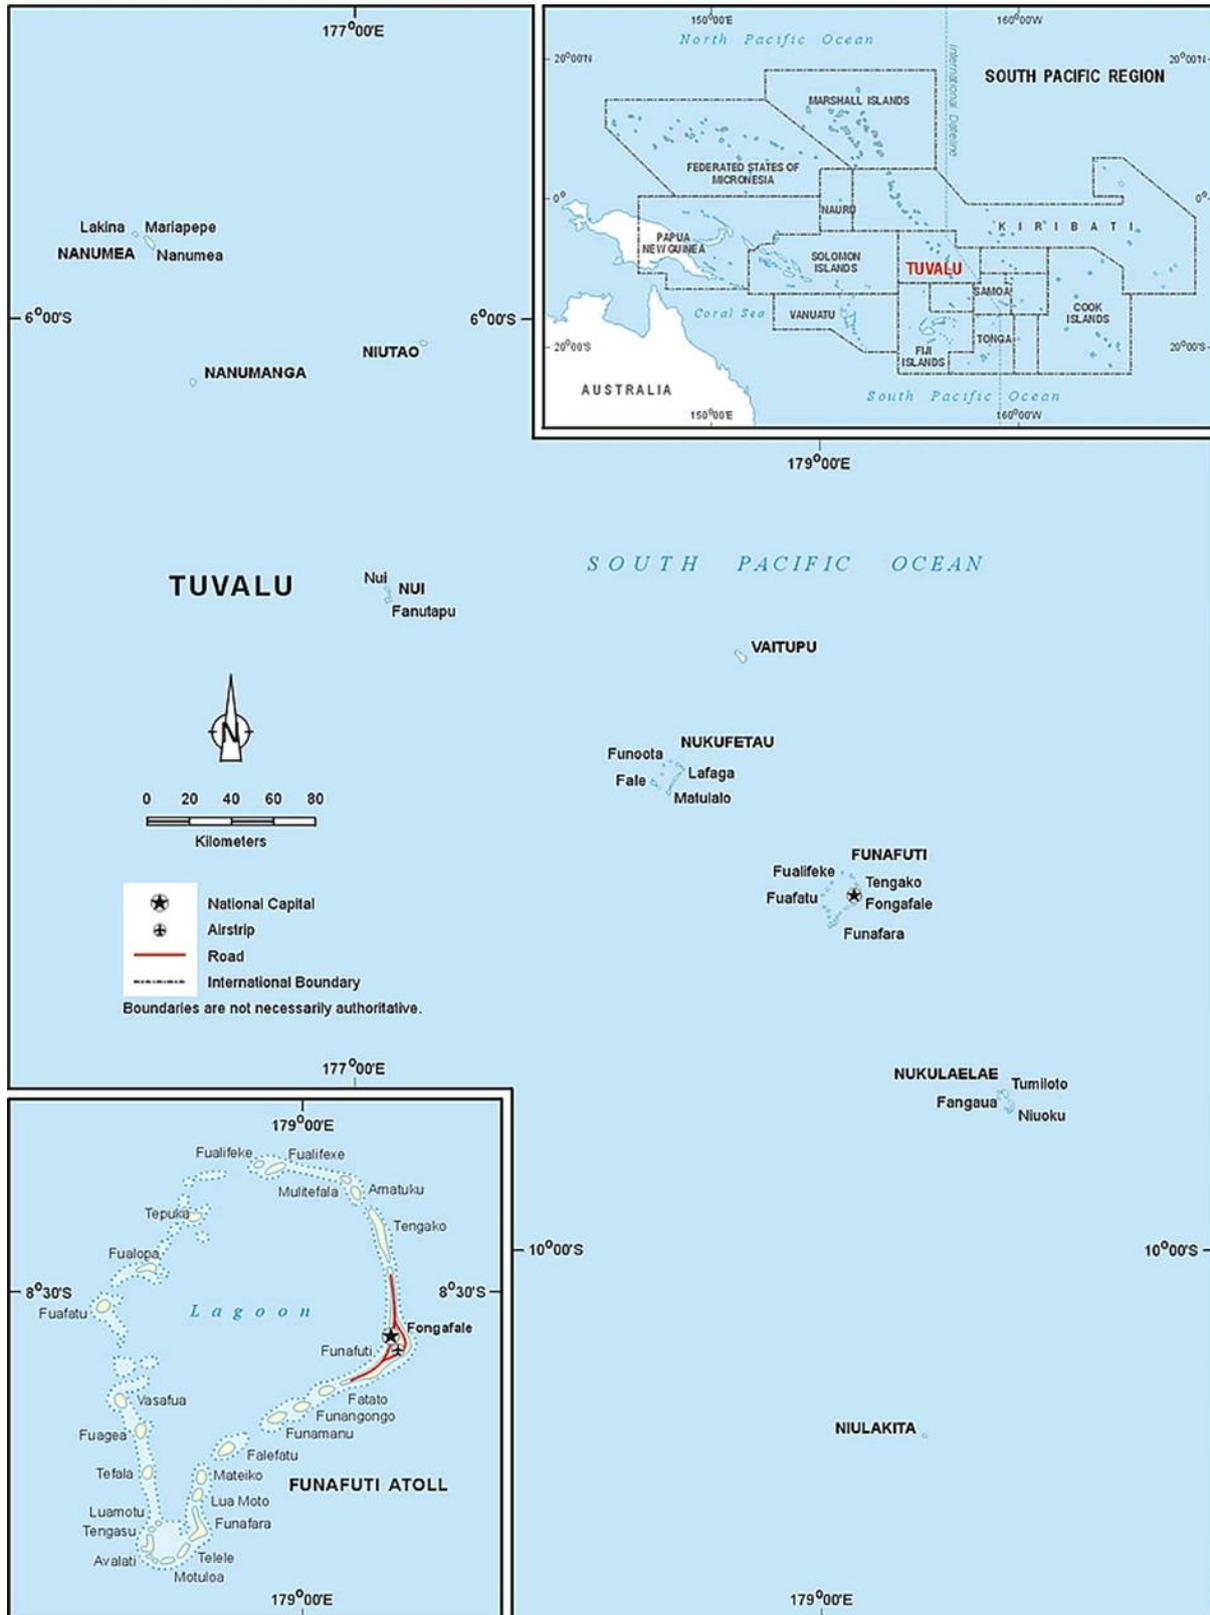 177°00'E
Lakina
Mariapepe
NANUMEA
Nanumea
6°00'S
6°00'S
NIUTAO
NANUMANGA
150°00'E
160°00'W
North Pacific Ocean
20°00'N
20°00'N
International Dateline
SOUTH PACIFIC REGION
MARSHALL ISLANDS
FEDERATED STATES OF
MICRONESIA
0°
0°
NAURU
KIRIBATI
PAPUA
NEW GUINEA
SOLOMON
ISLANDS
TUVALU
SAMOA
COOK
ISLANDS
Coral Sea
VANUATU
FIJI
ISLANDS
TONGA
20°00'S
20°00'S
AUSTRALIA
South Pacific Ocean
150°00'E
160°00'W
179°00'E
SOUTH PACIFIC OCEAN
TUVALU
Nui
NUI
Fanutapu
VAITUPU
N
NUKUFETAU
Funoota
Lafaga
Fale
Matulalo
0 20 40 60 80
Kilometers
FUNAFUTI
Fualifeke
Tengako
Fuafatu
Fongafale
Funafara
National Capital
Airstrip
Road
International Boundary
Boundaries are not necessarily authoritative.
177°00'E
NUKULAELAE
Tumiloto
Fangaua
Niuoku
10°00'S
10°00'S
NIULAKITA
179°00'E
179°00'E
Fualifeke
Fualifexe
Mulitefala
Amatuku
Tepuka
Tengako
Fualopa
8°30'S
8°30'S
Fuafatu
Lagoon
Fongafale
Funafuti
Vasafua
Fatato
Funangongo
Fuagea
Funamanu
Falefatu
Tefala
Mateiko
FUNAFUTI ATOLL
Lua Moto
Luamotu
Funafara
Tengasu
Avalati
Telele
Motuloa
179°00'E